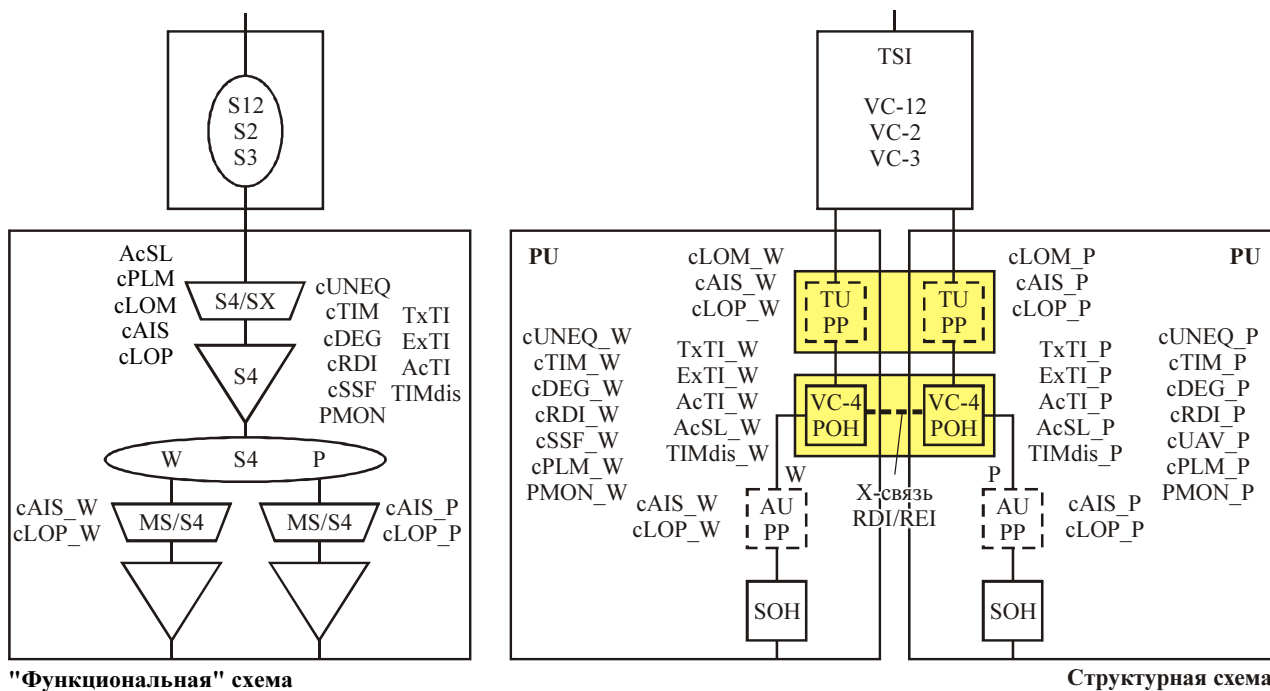 S12
S2
S3
AcSL
cPLM
cLOM
cAIS
cLOP
S4/SX
cUNEQ
cTIM
cDEG
cRDI
cSSF
PMON
TxTI
ExTI
AcTI
TIMdis
S4
W S4 P
cAIS_W
cLOP_W
MS/S4
MS/S4
cAIS_P
cLOP_P
"Функциональная" схема
TSI
VC-12
VC-2
VC-3
PU
cLOM_W
cAIS_W
cLOP_W
TU
PP
TU
PP
cLOM_P
cAIS_P
cLOP_P
PU
cUNEQ_W
cTIM_W
cDEG_W
cRDI_W
cSSF_W
cPLM_W
PMON_W
TxTI_W
ExTI_W
AcTI_W
AcSL_W
TIMdis_W
VC-4
POH
VC-4
POH
TxTI_P
ExTI_P
AcTI_P
AcSL_P
TIMdis_P
cUNEQ_P
cTIM_P
cDEG_P
cRDI_P
cUAV_P
cPLM_P
PMON_P
W
X-связь
RDI/REI
P
cAIS_W
cLOP_W
AU
PP
AU
PP
cAIS_P
cLOP_P
SOH
SOH
Структурная схема